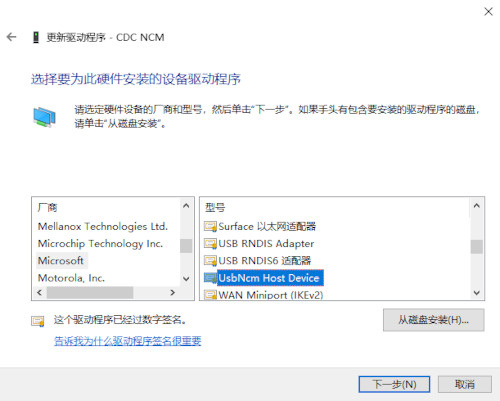 更新驱动程序 - CDC NCM
选择要为此硬件安装的设备驱动程序
请选定硬件设备的厂商和型号，然后单击“下一步”。如果手头有包含要安装的驱动程序的磁盘，
请单击“从磁盘安装”。
厂商
Mellanox Technologies Ltd.
Microchip Technology Inc.
Microsoft
Motorola, Inc.
型号
Surface 以太网适配器
USB RNDIS Adapter
USB RNDIS6 适配器
UsbNcm Host Device
WAN Miniport (IKEv2)
这个驱动程序已经过数字签名。
从磁盘安装(H)...
告诉我为什么驱动程序签名很重要
下一步(N)
取消